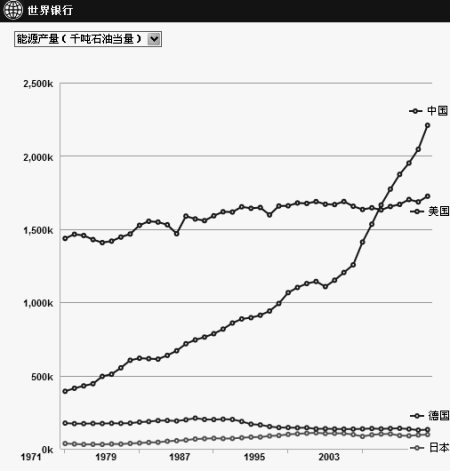 世界银行
能源产量（千吨石油当量）
2,500k
中国
2,000k
美国
1,500k
1,000k
500k
德国
0k
日本
1971 1979 1987 1995 2003